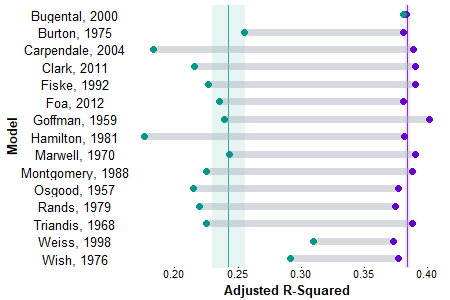 Bugental, 2000
Burton, 1975
Carpendale, 2004
Clark, 2011
Fiske, 1992
Foa, 2012
Goffman, 1959
Hamilton, 1981
Marwell, 1970
Montgomery, 1988
Osgood, 1957
Rands, 1979
Triandis, 1968
Weiss, 1998
Wish, 1976
Model
0.20 0.25 0.30 0.35 0.40
Adjusted R-Squared